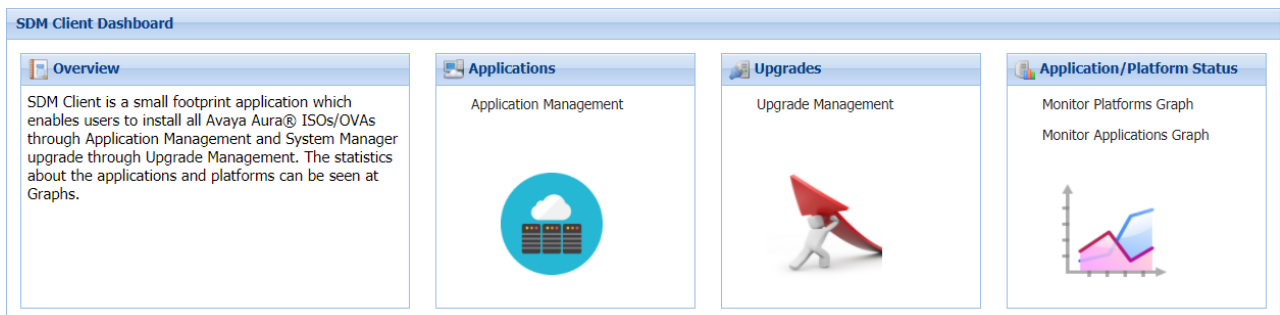 SDM Client Dashboard
Overview
SDM Client is a small footprint application which
enables users to install all Avaya Aura® ISOs/OVAs
through Application Management and System Manager
upgrade through Upgrade Management. The statistics
about the applications and platforms can be seen at
Graphs.
Applications
Application Management
Upgrades
Upgrade Management
Application/Platform Status
Monitor Platforms Graph
Monitor Applications Graph